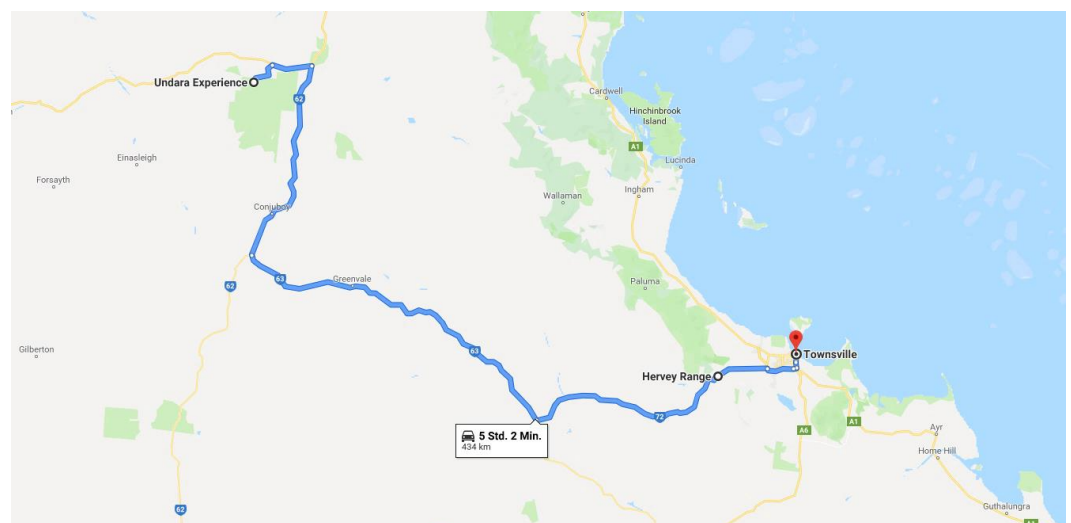 Undara Experience
62
Cardwell
Hinchinbrook
Island
A1
Einasleigh
Lucinda
Forsayth
Ingham
Wallaman
Conjuboy
63
Greenvale
62
Paluma
Gilberton
63
Townsville
Hervey Range
72
5 Std. 2 Min.
434 km
A6
A1
Ayr
Home Hill
62
Guthalungra